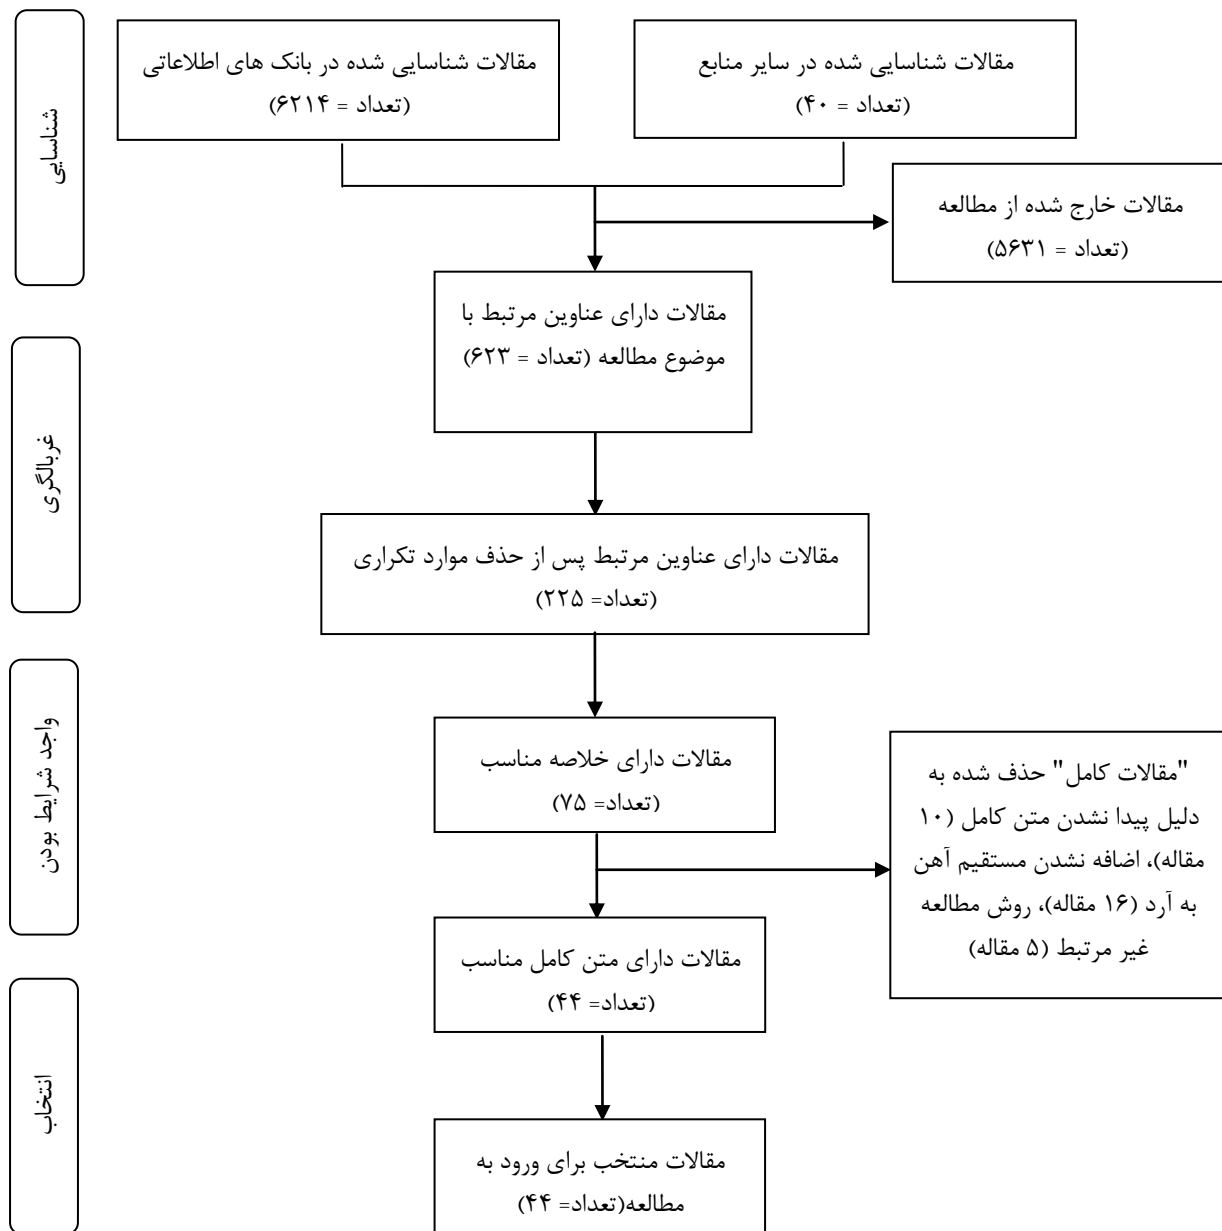 شناسایی
مقالات شناسایی شده در بانک های اطلاعاتی
(تعداد = ۶۲۱۴)
مقالات شناسایی شده در سایر منابع
(تعداد = ۴۰)
مقالات خارج شده از مطالعه
(تعداد = ۵۶۳۱)
مقالات دارای عناوین مرتبط با
موضوع مطالعه (تعداد = ۶۲۳)
غربالگری
مقالات دارای عناوین مرتبط پس از حذف موارد تکراری
(تعداد= ۲۲۵)
واجد شرایط بودن
مقالات دارای خلاصه مناسب
(تعداد= ۷۵)
"مقالات کامل" حذف شده به
دلیل پیدا نشدن متن کامل (۱۰
مقاله)، اضافه نشدن مستقیم آهن
به آرد (۱۶ مقاله)، روش مطالعه
غیر مرتبط (۵ مقاله)
مقالات دارای متن کامل مناسب
(تعداد= ۴۴)
انتخاب
مقالات منتخب برای ورود به
مطالعه(تعداد= ۴۴)